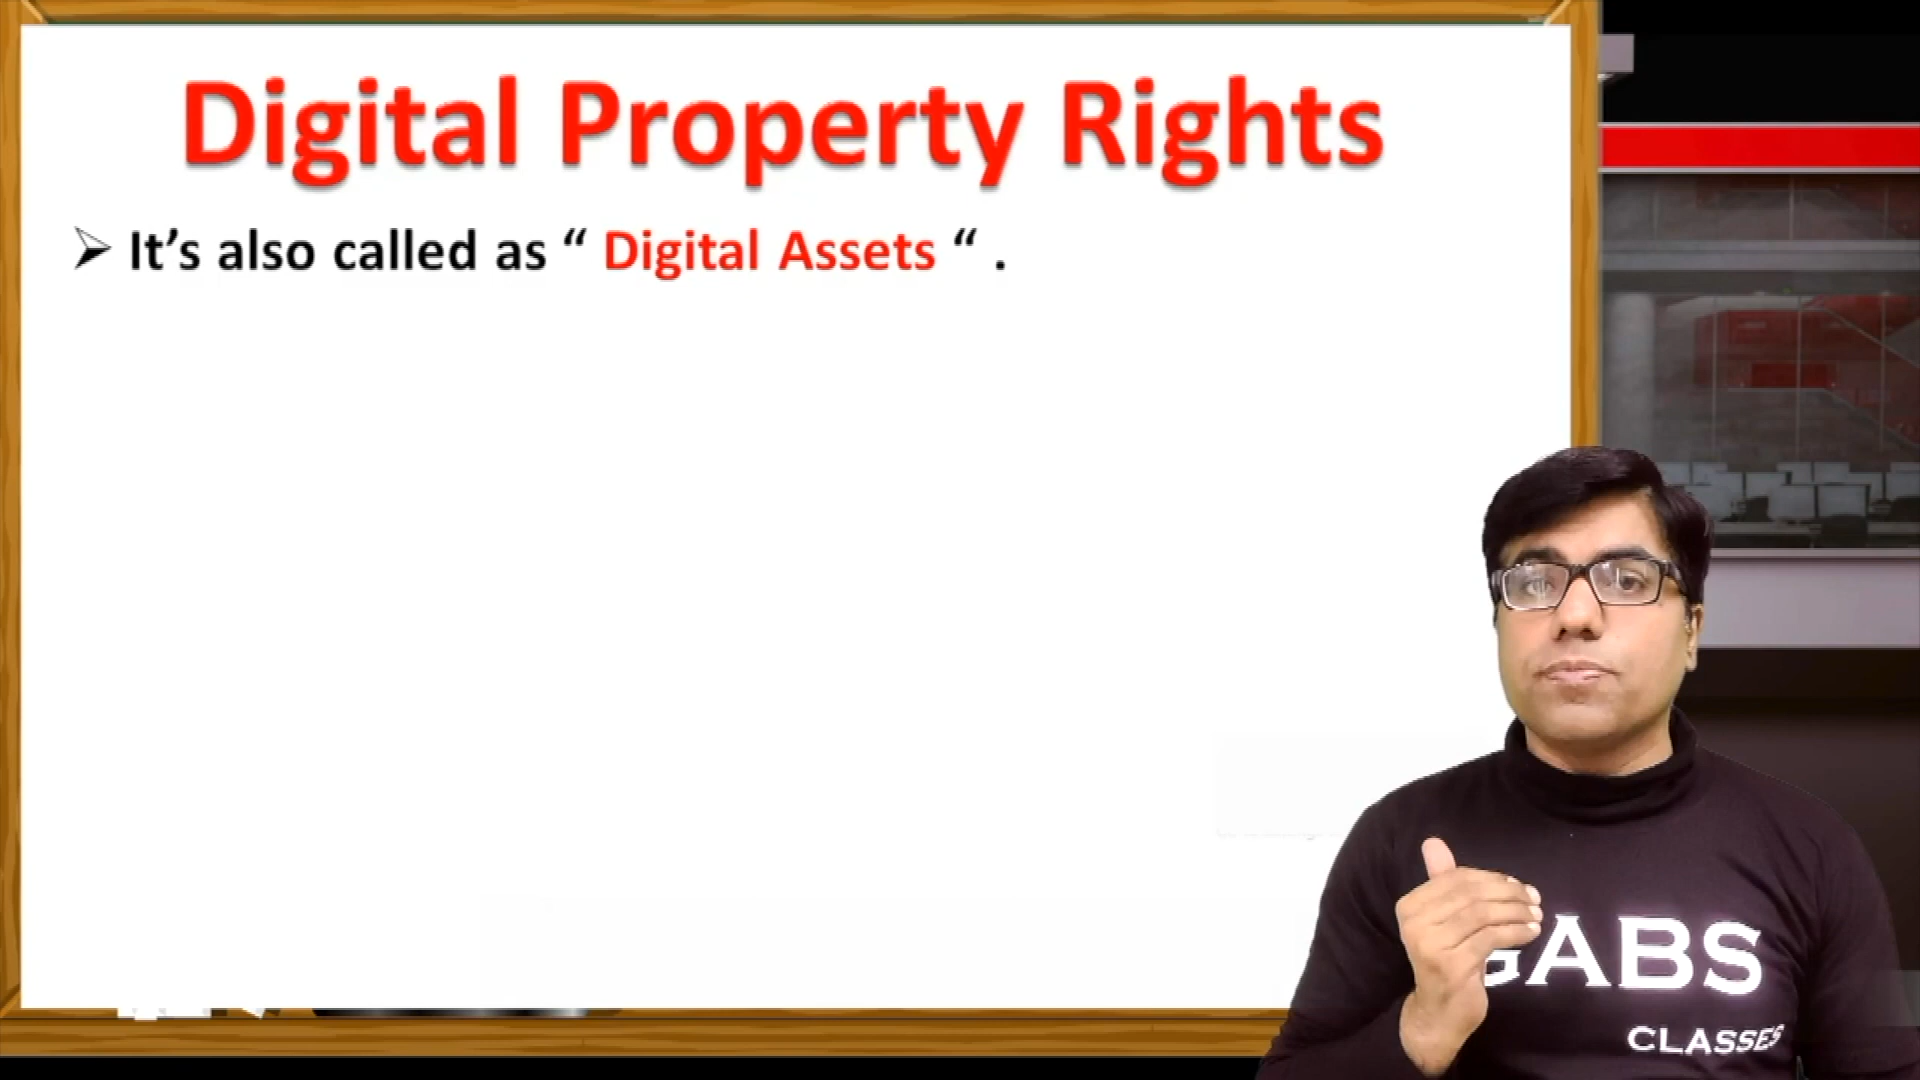 Digital Property Rights
➢ It’s also called as “ Digital Assets “ .
GABS
CLASSES